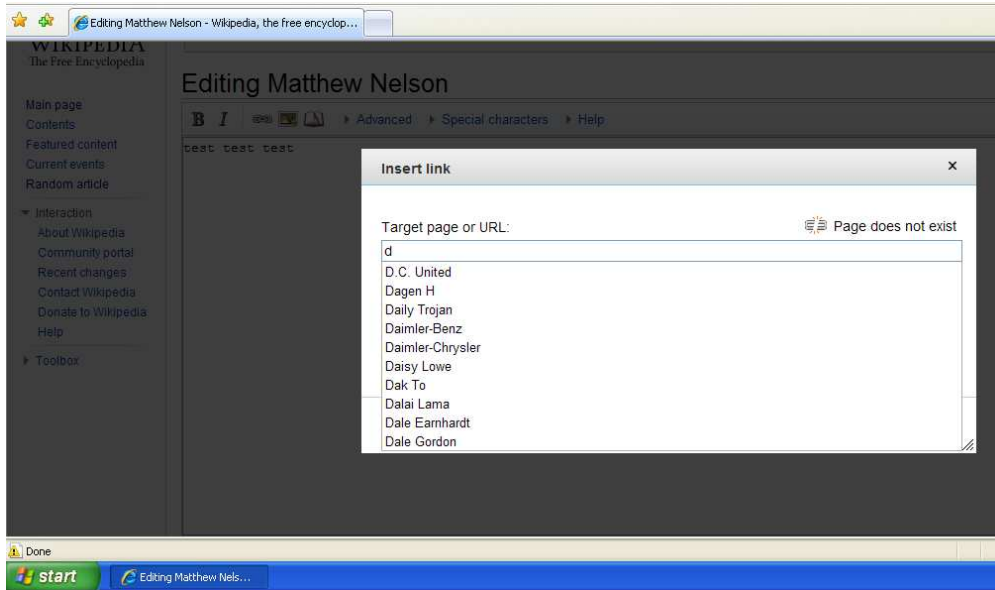 Editing Matthew Nelson - Wikipedia, the free encyclop...
WIKIPEDIA
The Free Encyclopedia
Main page
Contents
Featured content
Current events
Random article
Interaction
About Wikipedia
Community portal
Recent changes
Contact Wikipedia
Donate to Wikipedia
Help
Toolbox
Editing Matthew Nelson
B I Advanced Special characters Help
test test test
Insert link x
Target page or URL: Page does not exist
d
D.C. United
Dagen H
Daily Trojan
Daimler-Benz
Daimler-Chrysler
Daisy Lowe
Dak To
Dalai Lama
Dale Earnhardt
Dale Gordon
Done
start Editing Matthew Nels...